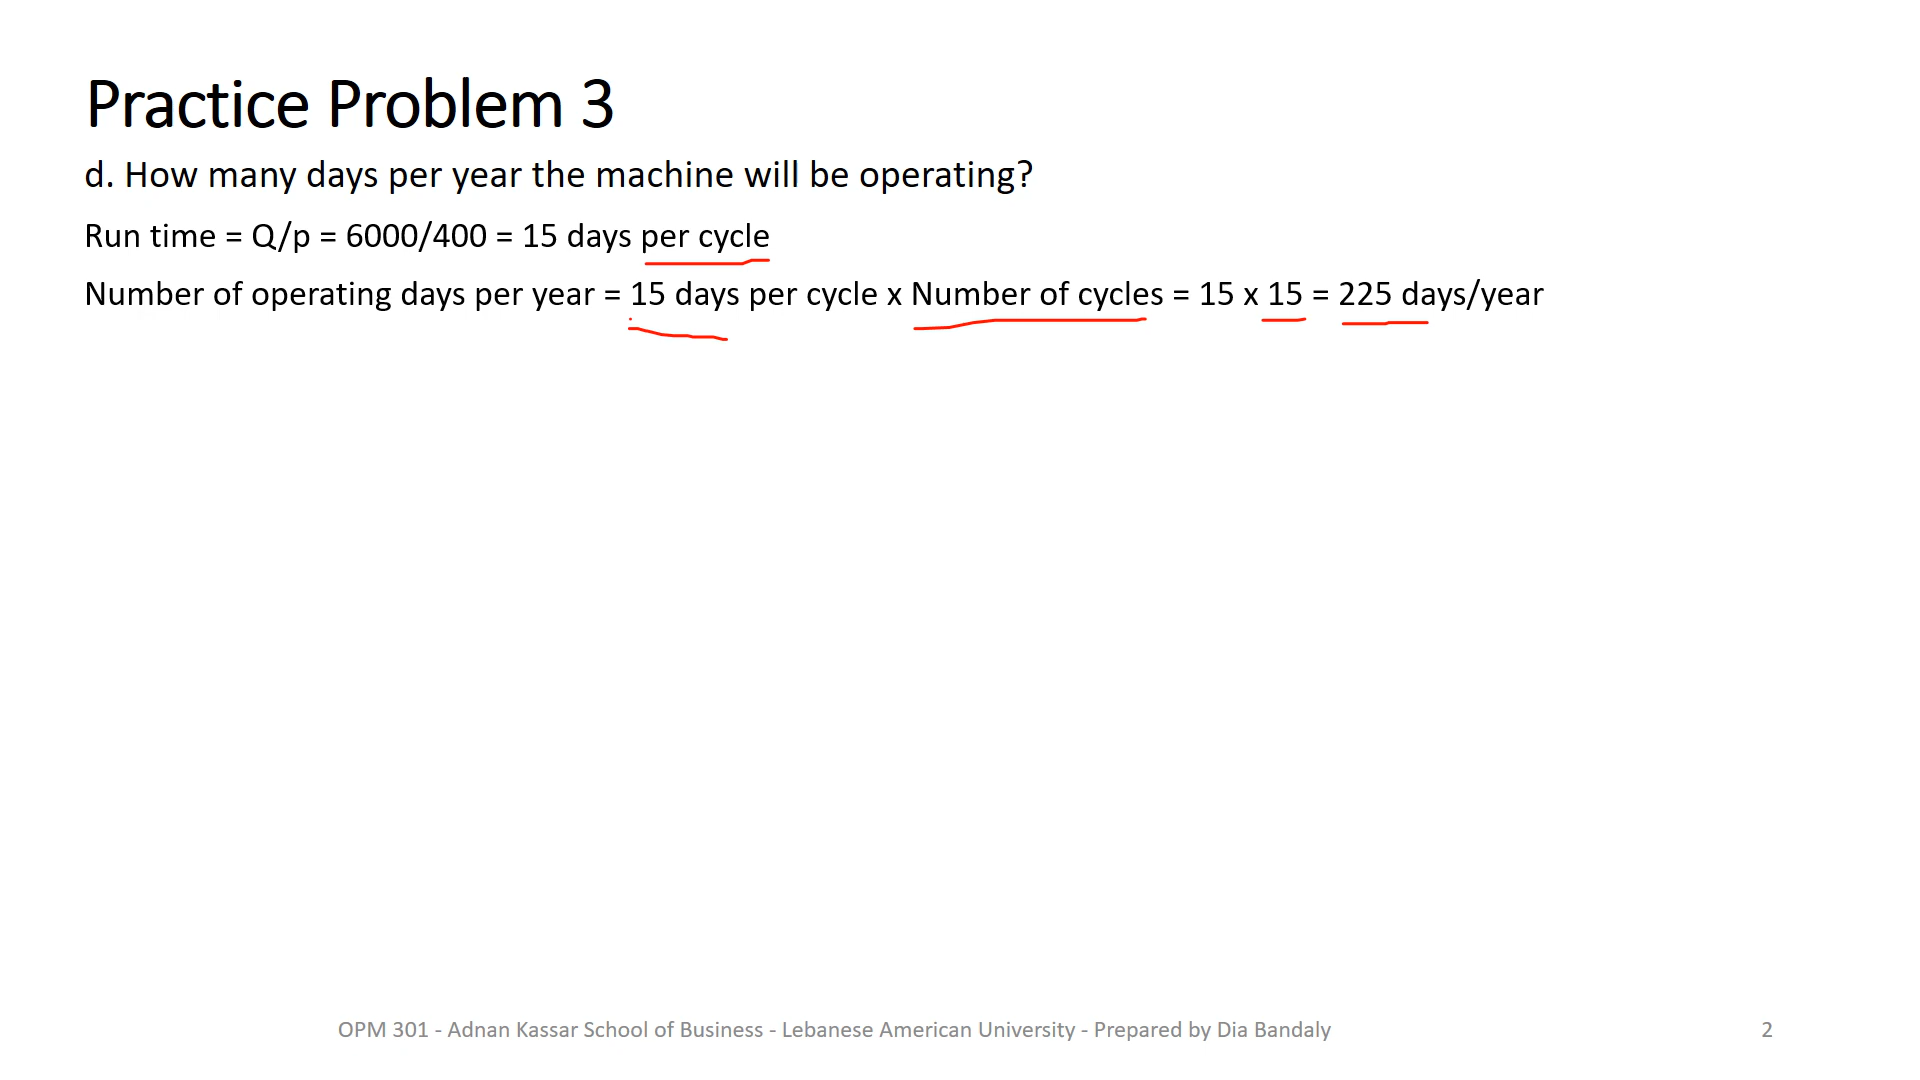 Practice Problem 3
d. How many days per year the machine will be operating?
Run time = Q/p = 6000/400 = 15 days per cycle
Number of operating days per year = 15 days per cycle x Number of cycles = 15 x 15 = 225 days/year
OPM 301 - Adnan Kassar School of Business - Lebanese American University - Prepared by Dia Bandaly
2